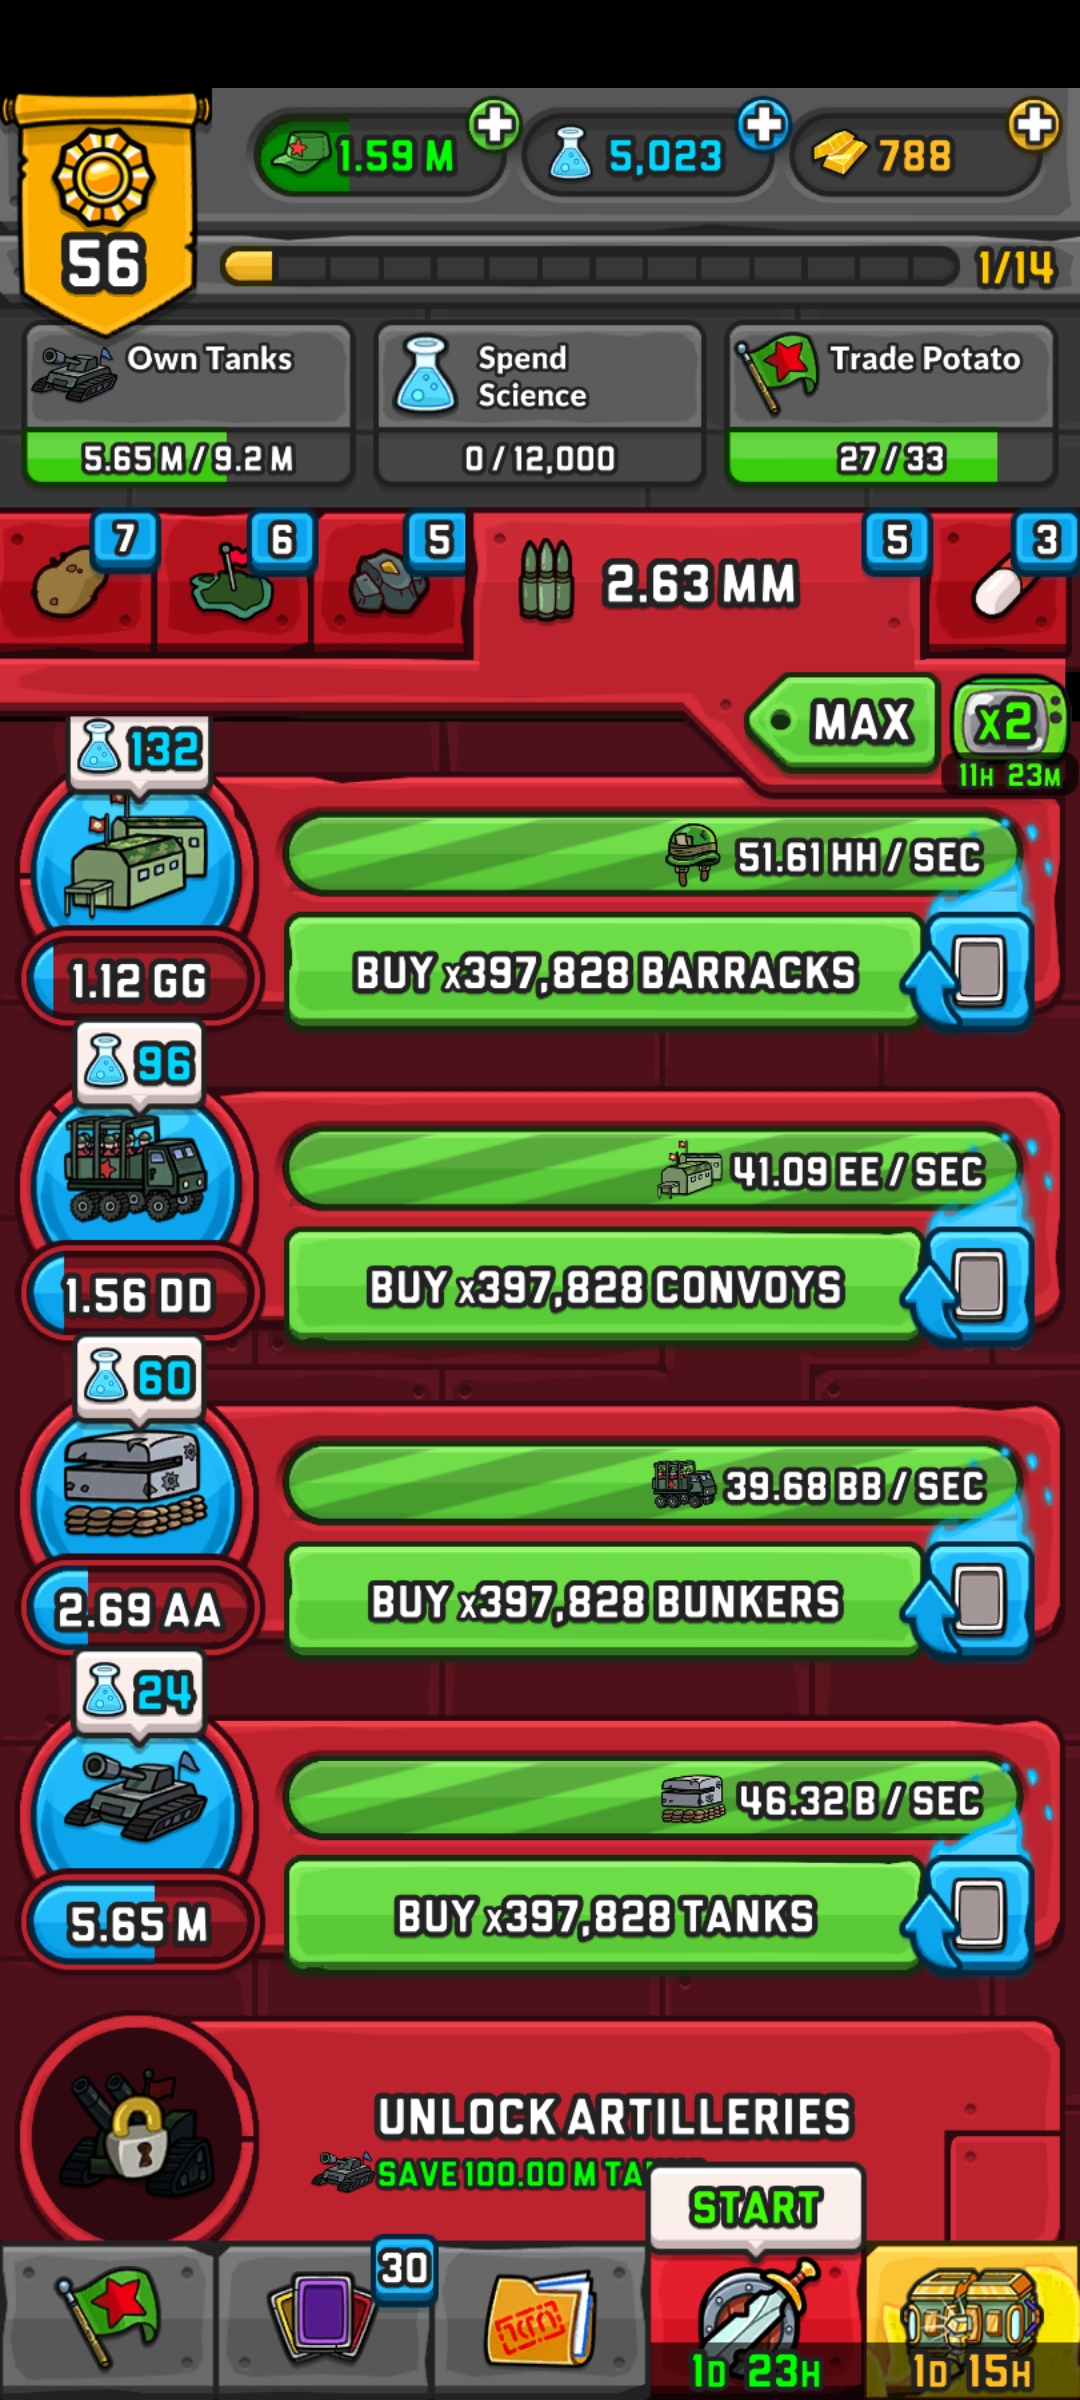 1.59 M
5,023
788
56
1/14
Own Tanks
5.65 M / 9.2 M
Spend
Science
0 / 12,000
Trade Potato
27 / 33
7
6
5
2.63 MM
5
3
MAX
X2
11H 23M
132
51.61 HH / SEC
1.12 GG
BUY x397,828 BARRACKS
96
41.09 EE / SEC
1.56 DD
BUY x397,828 CONVOYS
60
39.68 BB / SEC
2.69 AA
BUY x397,828 BUNKERS
24
46.32 B / SEC
5.65 M
BUY x397,828 TANKS
UNLOCK ARTILLERIES
SAVE 100.00 M
START
30
1D 23H
1D 15H